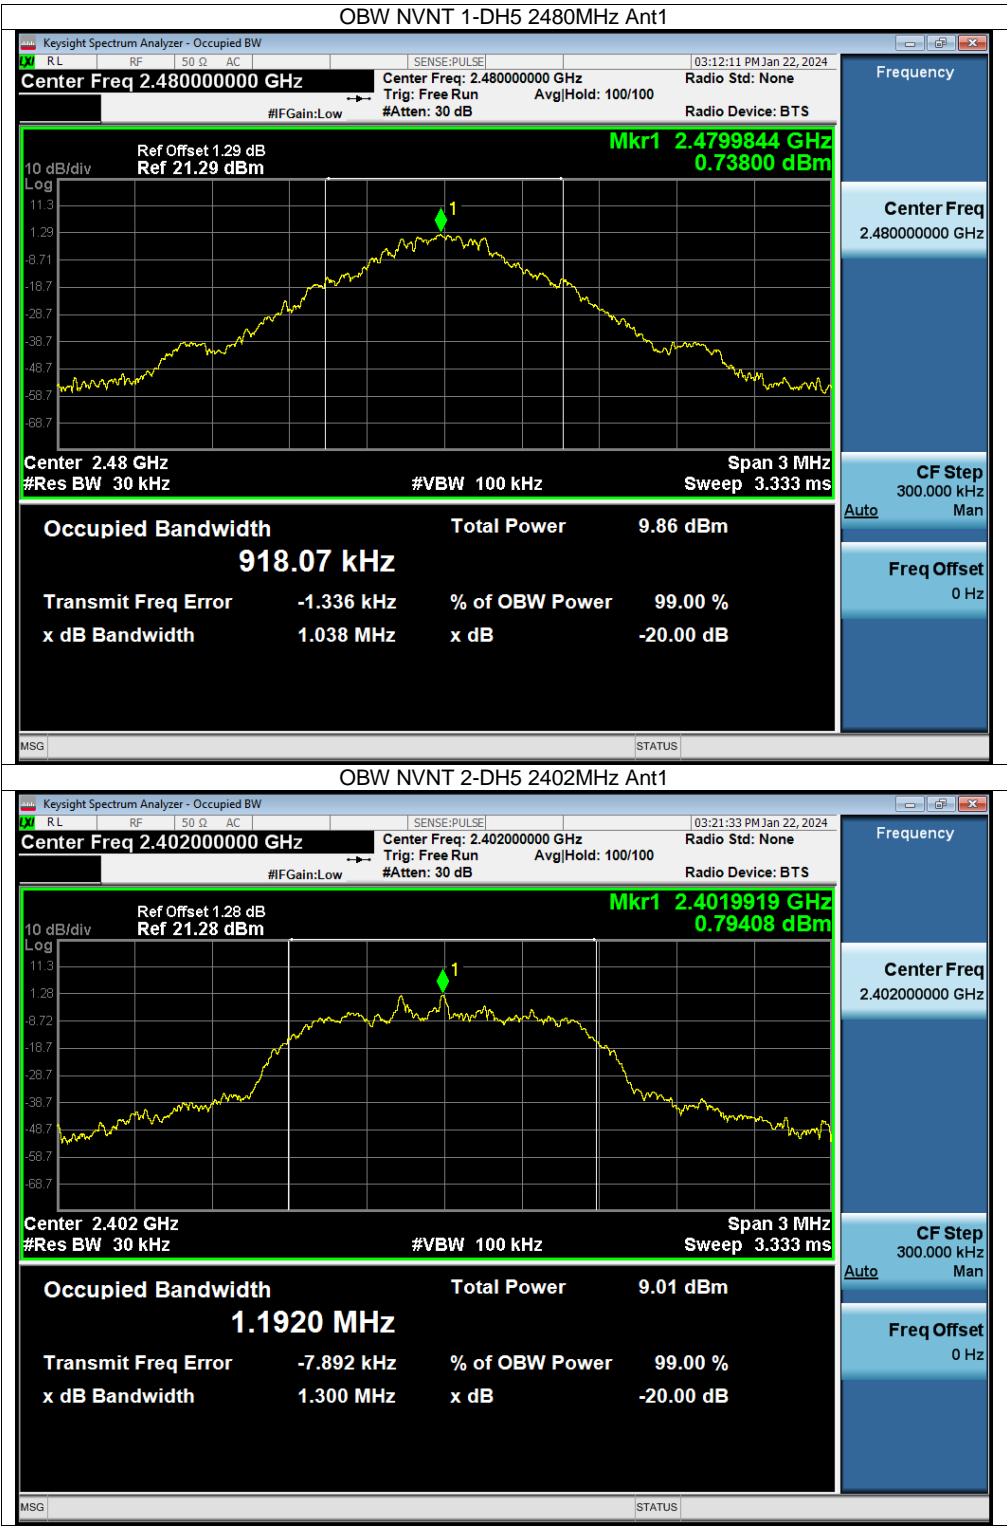 OBW NVNT 1-DH5 2480MHz Ant1
Keysight Spectrum Analyzer - Occupied BW
LXI RL RF 50 Ω AC SENSE:PULSE 03:12:11 PM Jan 22, 2024
Center Freq 2.480000000 GHz Center Freq: 2.480000000 GHz Radio Std: None Frequency
Trig: Free Run Avg|Hold: 100/100
#IFGain:Low #Atten: 30 dB Radio Device: BTS
Mkr1 2.4799844 GHz
0.73800 dBm
Ref Offset 1.29 dB
10 dB/div Ref 21.29 dBm
Log
11.3
1.29
-8.71
-18.7
-28.7
-38.7
-48.7
-58.7
-68.7
Center Freq
2.480000000 GHz
Center 2.48 GHz Span 3 MHz
#Res BW 30 kHz #VBW 100 kHz Sweep 3.333 ms
CF Step
300.000 kHz
Auto Man
Occupied Bandwidth Total Power 9.86 dBm
918.07 kHz
Freq Offset
0 Hz
Transmit Freq Error -1.336 kHz % of OBW Power 99.00 %
x dB Bandwidth 1.038 MHz x dB -20.00 dB
MSG STATUS
OBW NVNT 2-DH5 2402MHz Ant1
Keysight Spectrum Analyzer - Occupied BW
LXI RL RF 50 Ω AC SENSE:PULSE 03:21:33 PM Jan 22, 2024
Center Freq 2.402000000 GHz Center Freq: 2.402000000 GHz Radio Std: None Frequency
Trig: Free Run Avg|Hold: 100/100
#IFGain:Low #Atten: 30 dB Radio Device: BTS
Mkr1 2.4019919 GHz
0.79408 dBm
Ref Offset 1.28 dB
10 dB/div Ref 21.28 dBm
Log
11.3
1.28
-8.72
-18.7
-28.7
-38.7
-48.7
-58.7
-68.7
1
Center Freq
2.402000000 GHz
Center 2.402 GHz Span 3 MHz
#Res BW 30 kHz #VBW 100 kHz Sweep 3.333 ms
CF Step
300.000 kHz
Auto Man
Occupied Bandwidth Total Power 9.01 dBm
1.1920 MHz
Freq Offset
0 Hz
Transmit Freq Error -7.892 kHz % of OBW Power 99.00 %
x dB Bandwidth 1.300 MHz x dB -20.00 dB
MSG STATUS